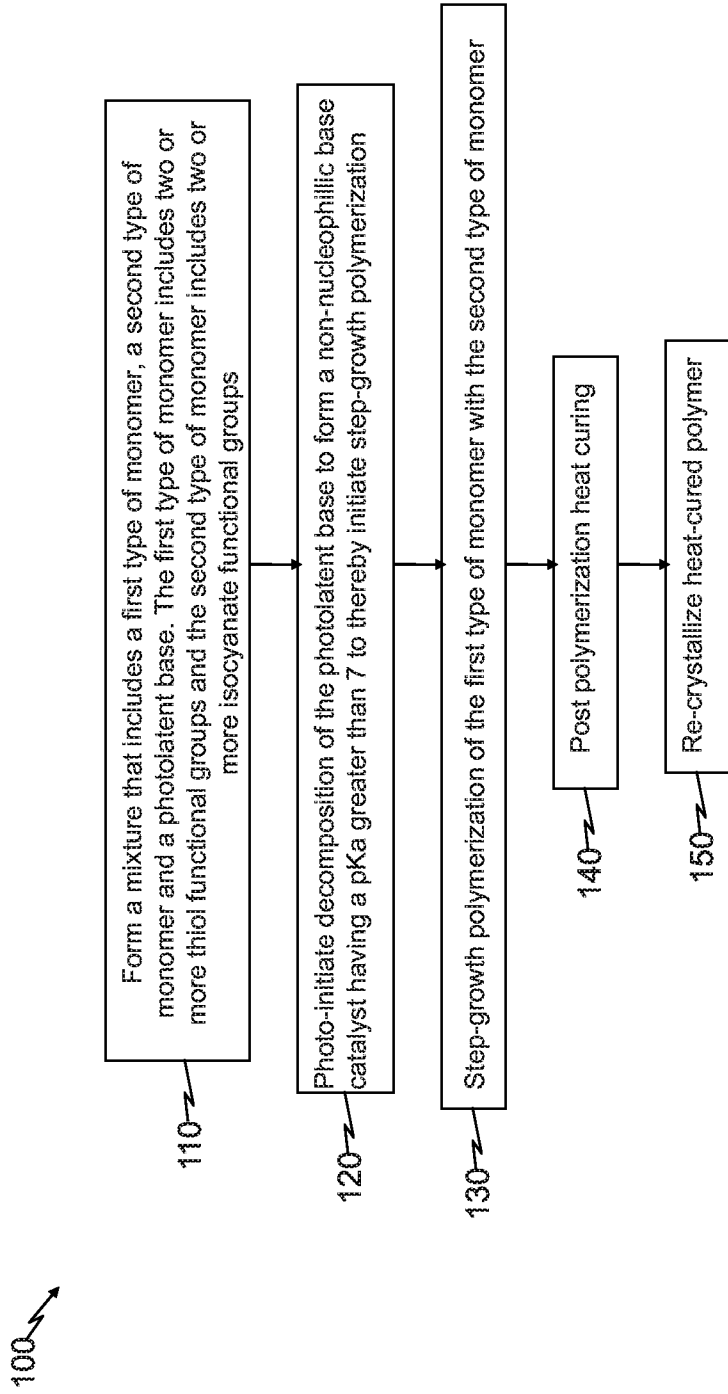 100
Form a mixture that includes a first type of monomer, a second type of
monomer and a photolatent base. The first type of monomer includes two or
more thiol functional groups and the second type of monomer includes two or
more isocyanate functional groups
110
Photo-initiate decomposition of the photolatent base to form a non-nucleophillic base
catalyst having a pKa greater than 7 to thereby initiate step-growth polymerization
120
Step-growth polymerization of the first type of monomer with the second type of monomer
130
Post polymerization heat curing
140
Re-crystallize heat-cured polymer
150